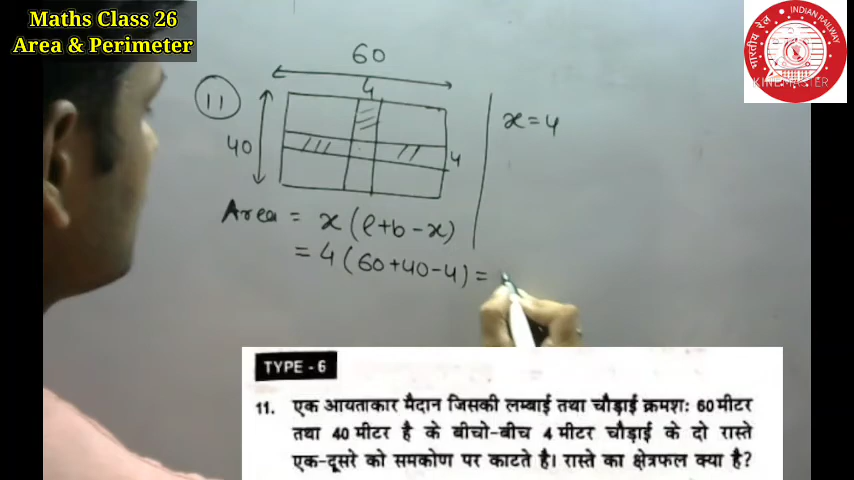 Maths Class 26
Area & Perimeter
भारतीय रेल INDIAN RAILWAY
KINEMASTER
11
60
4
40
4
x = 4
Area = x (l+b-x)
= 4 (60+40-4) =
TYPE - 6
11. एक आयताकार मैदान जिसकी लम्बाई तथा चौड़ाई क्रमशः 60 मीटर
तथा 40 मीटर है के बीचो-बीच 4 मीटर चौड़ाई के दो रास्ते
एक-दूसरे को समकोण पर काटते है। रास्ते का क्षेत्रफल क्या है?